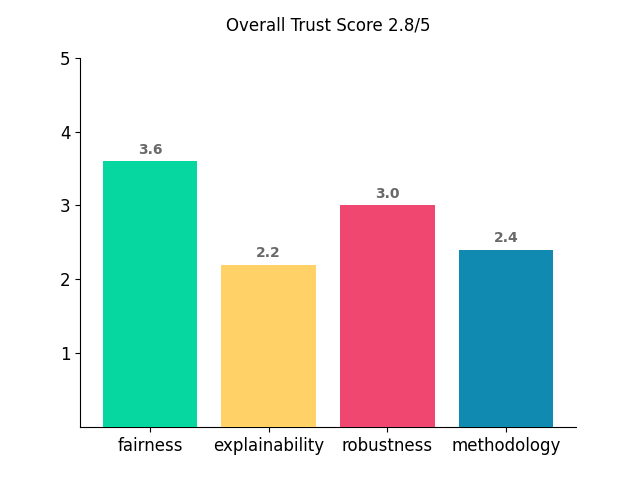 Overall Trust Score 2.8/5
5
4
3
2
1
3.6
2.2
3.0
2.4
fairness
explainability
robustness
methodology